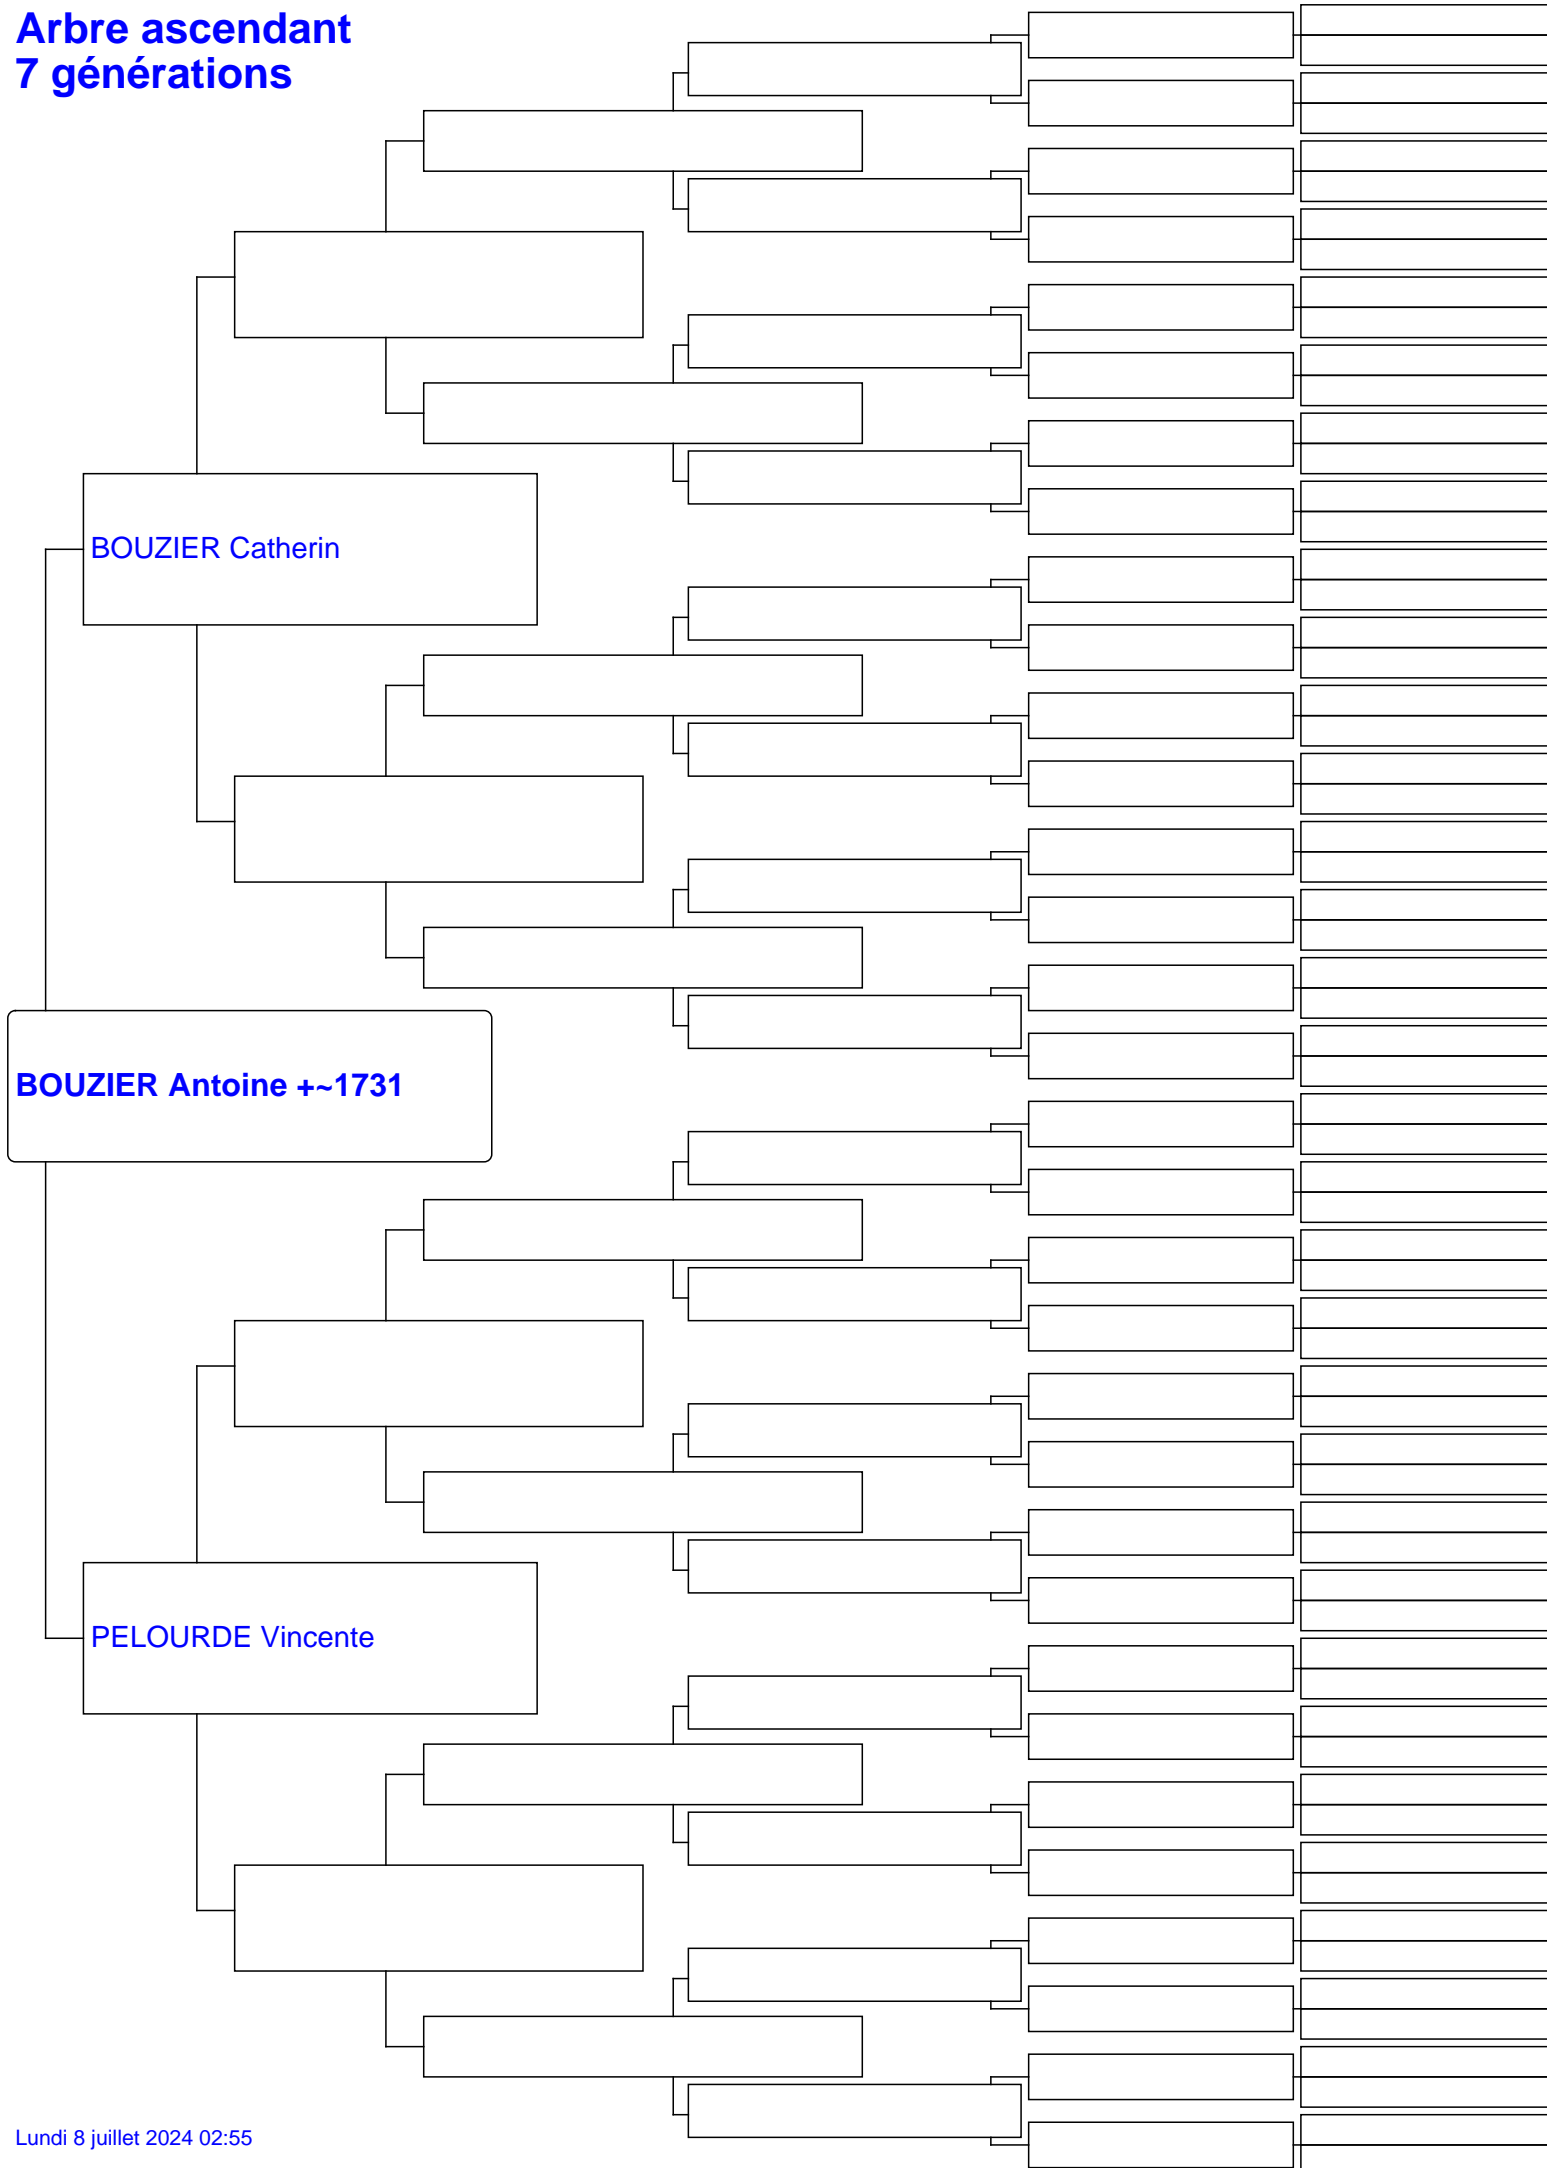 Arbre ascendant
7 générations
BOUZIER Catherin
BOUZIER Antoine +~1731
PELOURDE Vincente
Lundi 8 juillet 2024 02:55